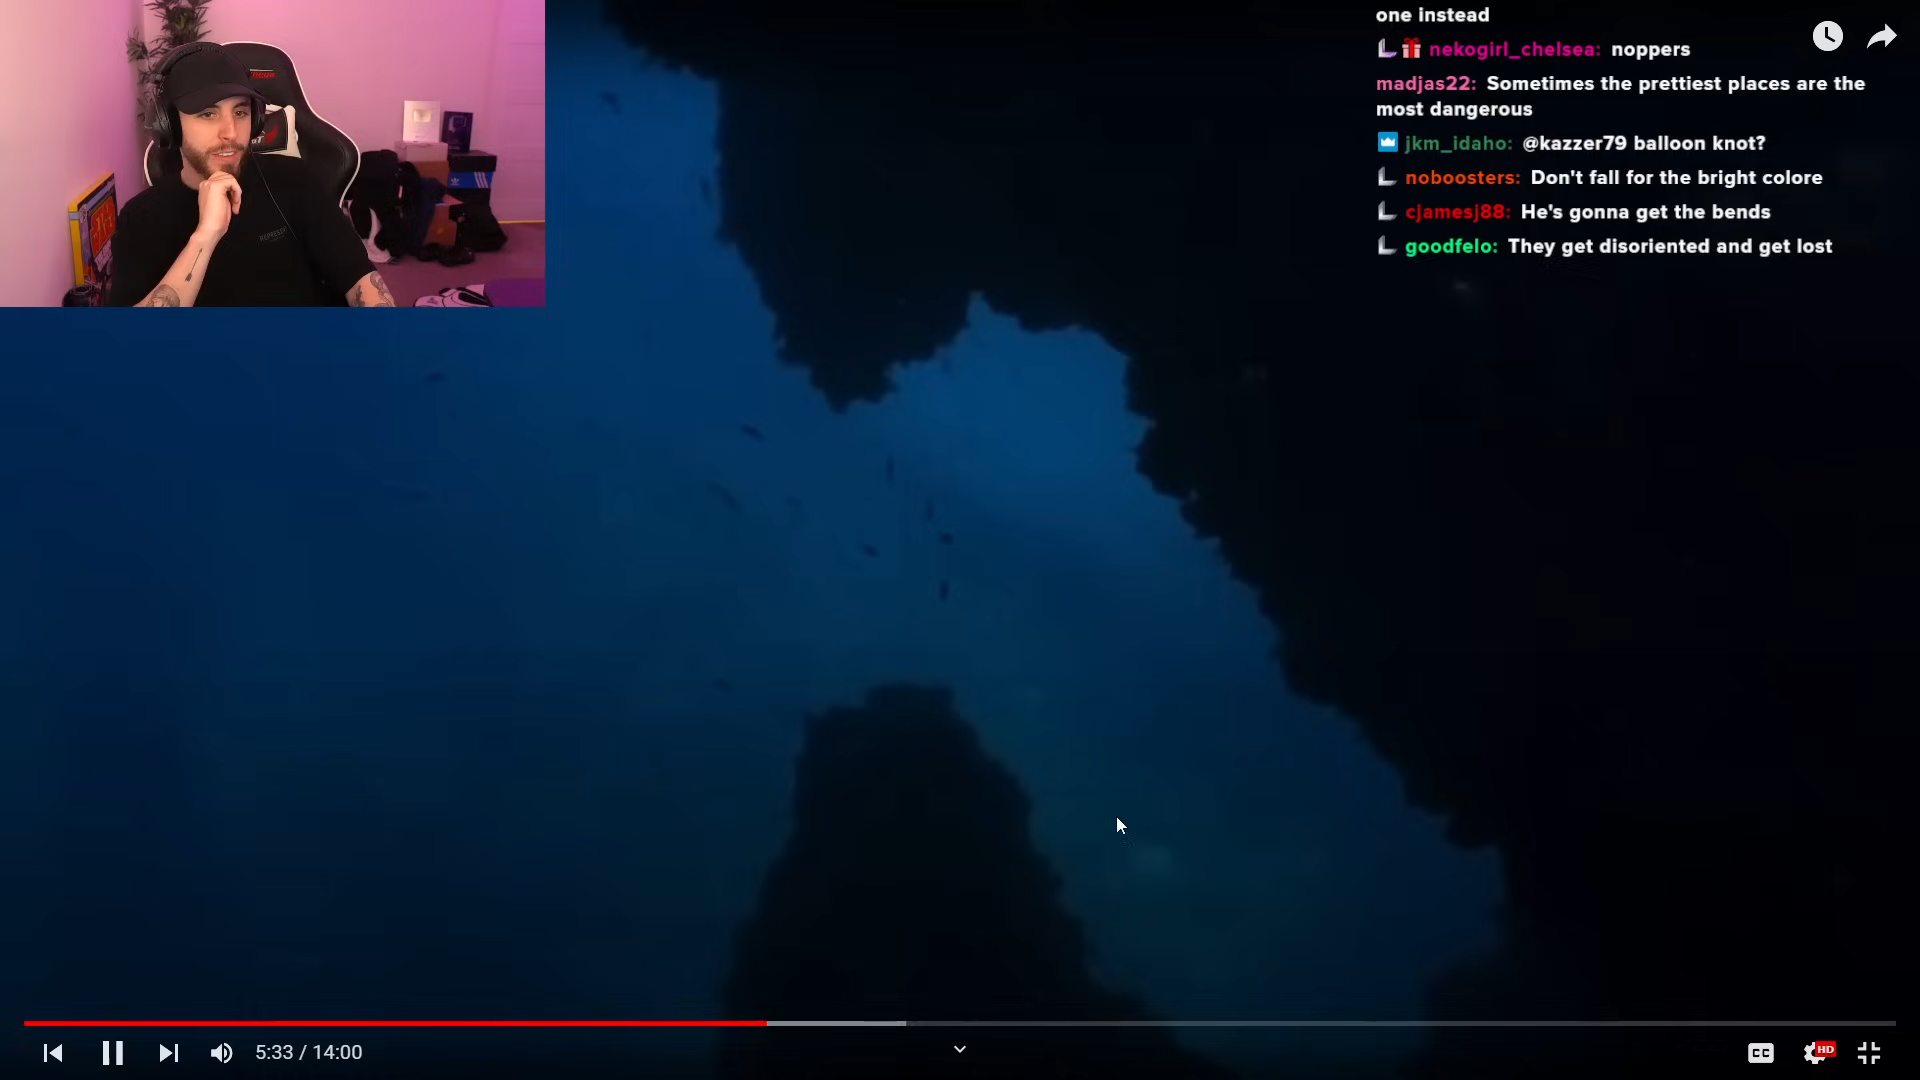 one instead
nekogirl_chelsea: noppers
madjas22: Sometimes the prettiest places are the
most dangerous
jkm_idaho: @kazzer79 balloon knot?
noboosters: Don't fall for the bright colore
cjamesj88: He's gonna get the bends
goodfelo: They get disoriented and get lost
5:33 / 14:00
CC
HD